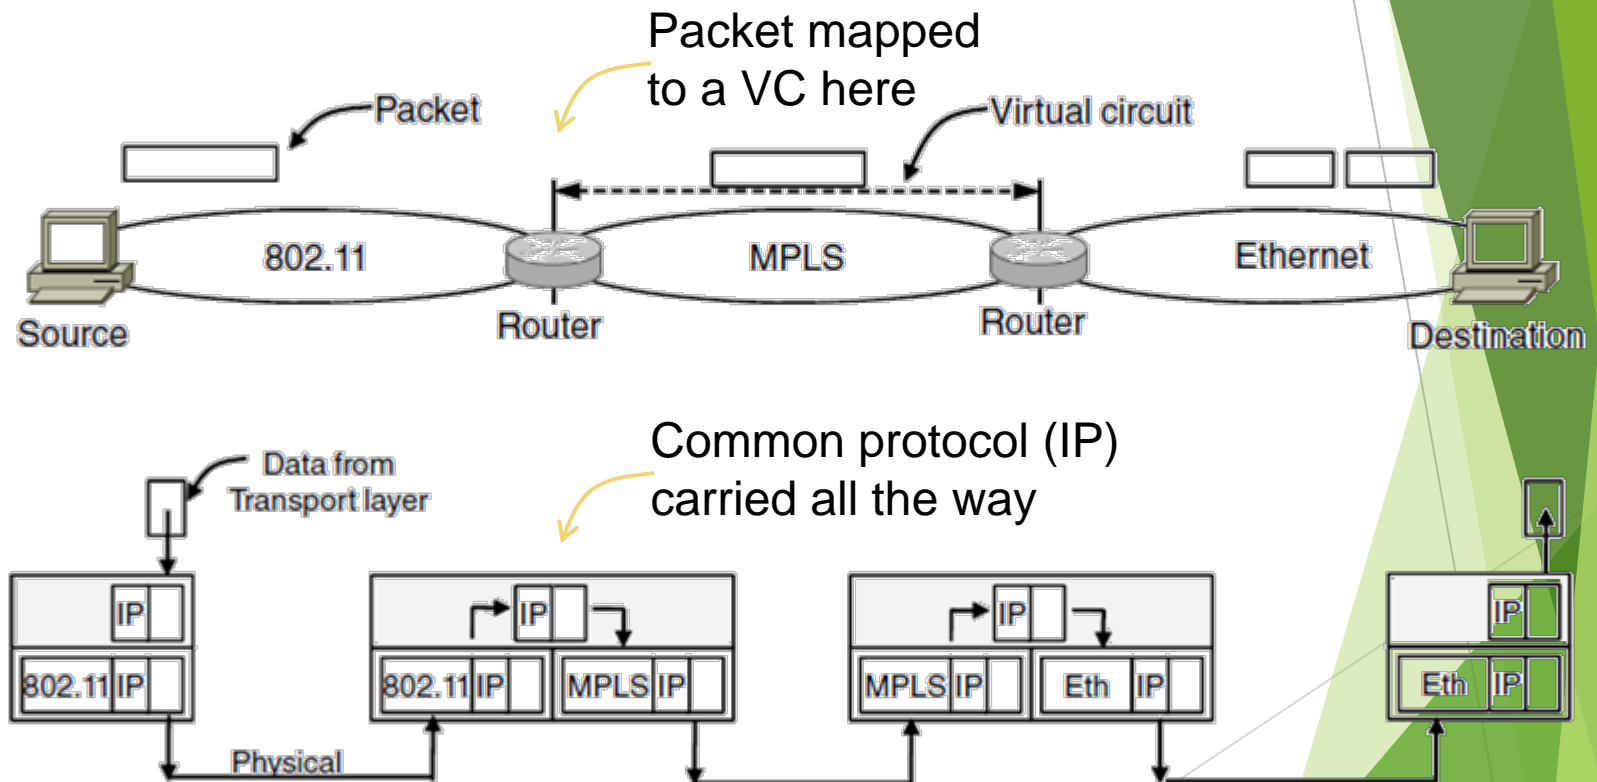 Packet mapped
to a VC here
Packet
Virtual circuit
802.11
MPLS
Ethernet
Source
Router
Router
Destination
Common protocol (IP)
carried all the way
Data from
Transport layer
IP
IP
IP
IP
802.11 IP
802.11 IP
MPLS IP
MPLS IP
Eth IP
Eth IP
Physical